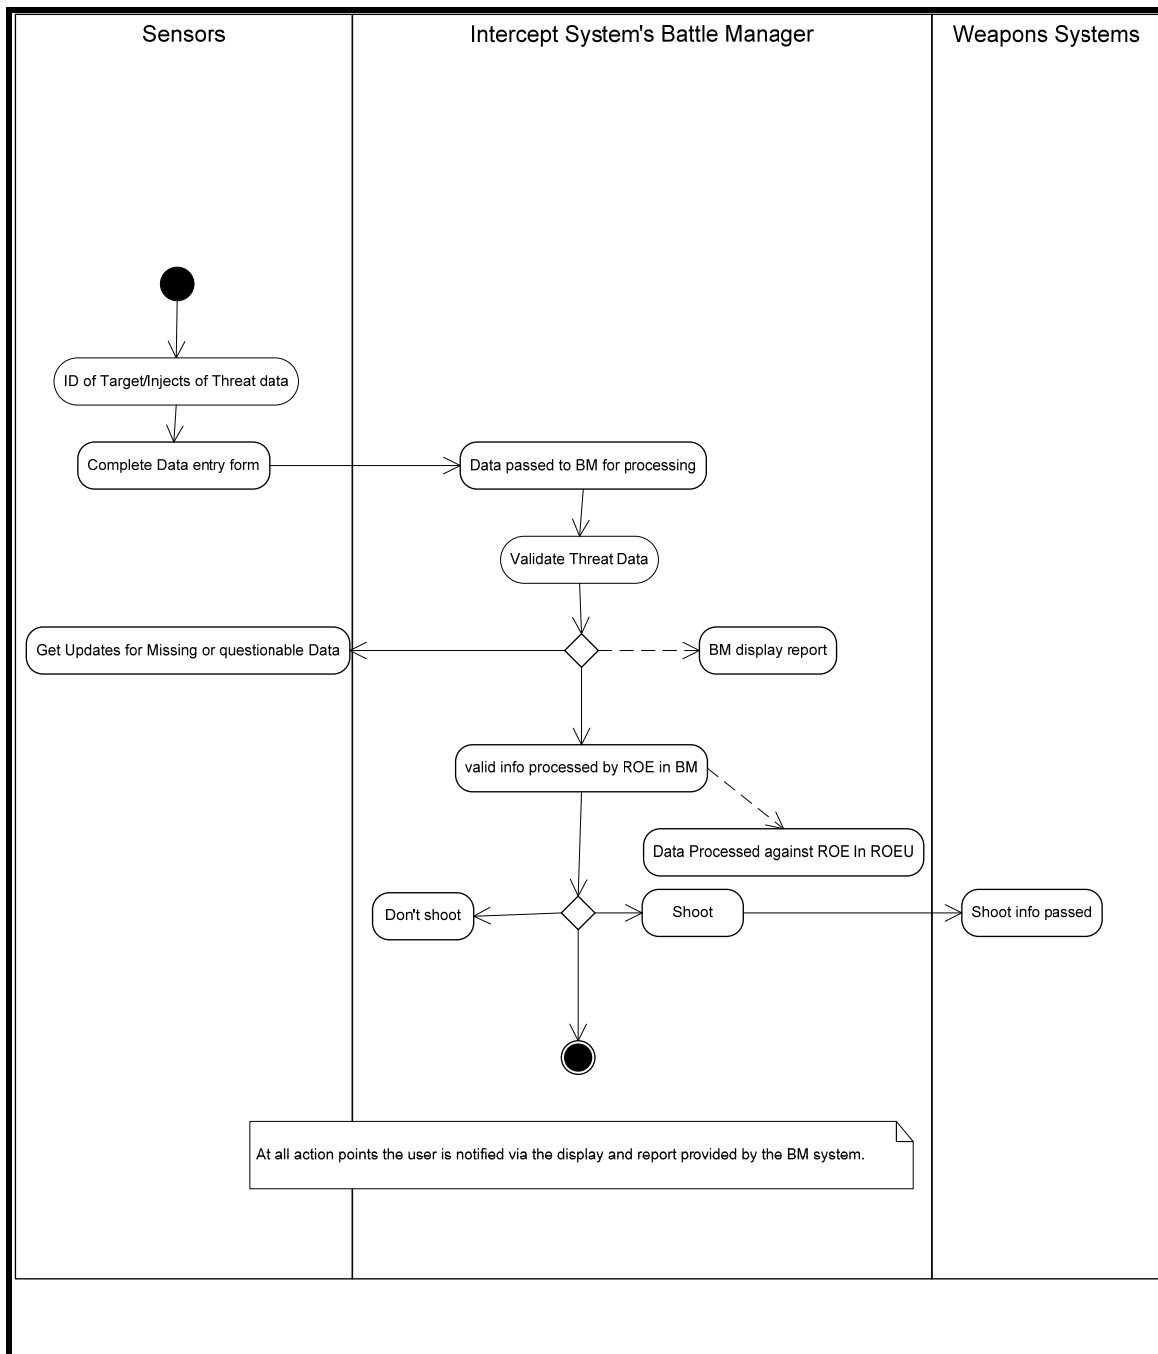 Sensors
Intercept System's Battle Manager
Weapons Systems
ID of Target/Injects of Threat data
Complete Data entry form
Data passed to BM for processing
Validate Threat Data
Get Updates for Missing or questionable Data
BM display report
valid info processed by ROE in BM
Data Processed against ROE In ROEU
Don't shoot
Shoot
Shoot info passed
At all action points the user is notified via the display and report provided by the BM system.